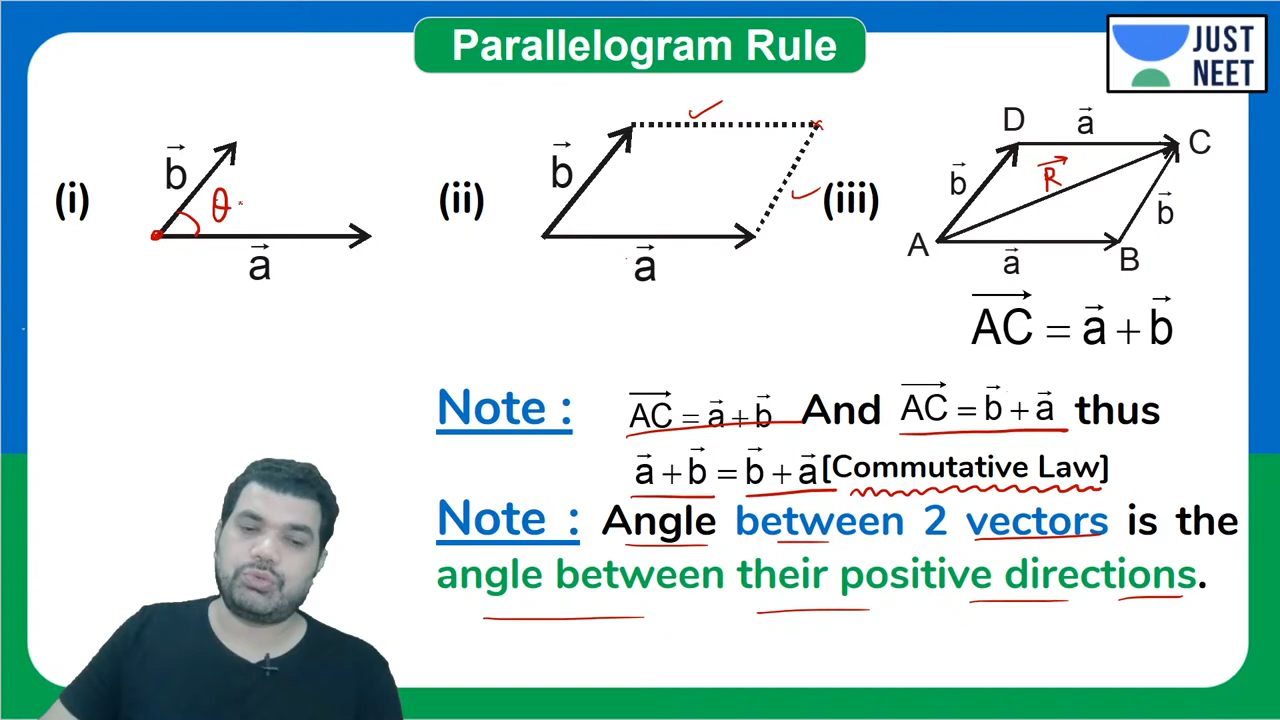 Parallelogram Rule
JUST
NEET
(i)
b⃗
θ
a⃗
(ii)
b⃗
a⃗
(iii)
D
a⃗
C
b⃗
R⃗
b⃗
A
a⃗
B
AC⃗ = a⃗ + b⃗
Note : AC⃗ = a⃗ + b⃗ And AC⃗ = b⃗ + a⃗ thus
a⃗ + b⃗ = b⃗ + a⃗ [Commutative Law]
Note : Angle between 2 vectors is the
angle between their positive directions.